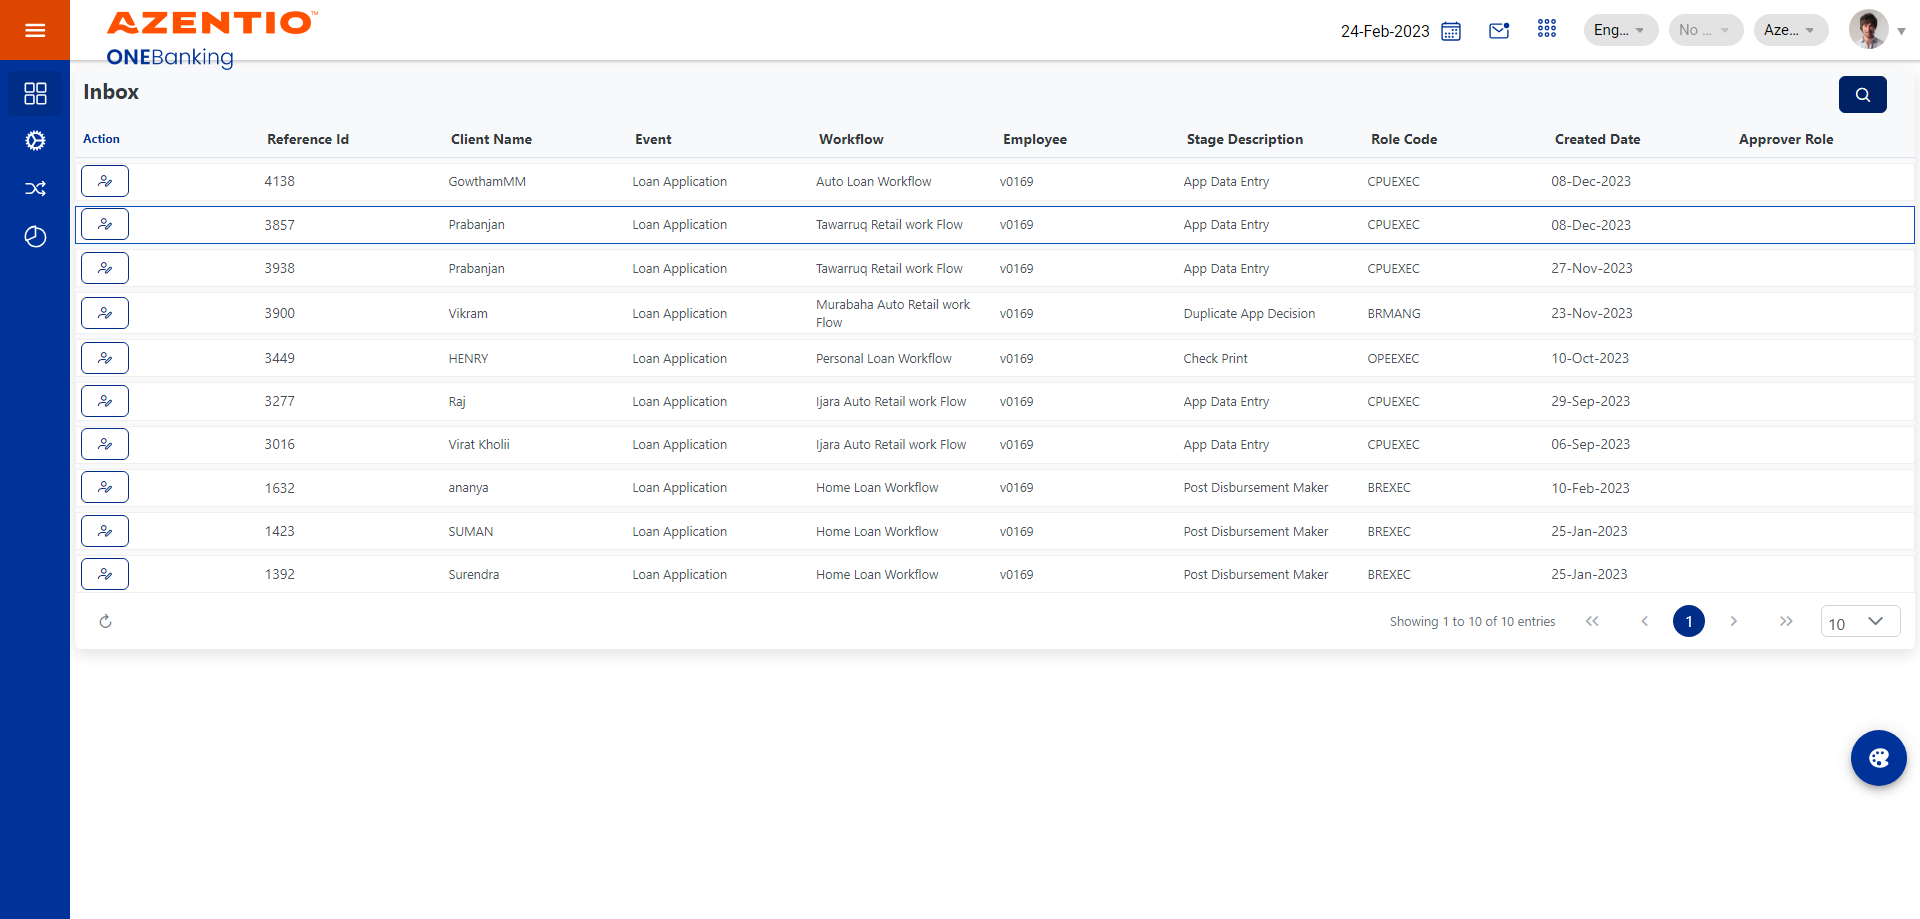 AZENTIO™
ONEBanking
24-Feb-2023 Eng... No ... Aze...
Inbox
Action Reference Id Client Name Event Workflow Employee Stage Description Role Code Created Date Approver Role
4138 GowthamMM Loan Application Auto Loan Workflow v0169 App Data Entry CPUEXEC 08-Dec-2023
3857 Prabanjan Loan Application Tawarruq Retail work Flow v0169 App Data Entry CPUEXEC 08-Dec-2023
3938 Prabanjan Loan Application Tawarruq Retail work Flow v0169 App Data Entry CPUEXEC 27-Nov-2023
3900 Vikram Loan Application Murabaha Auto Retail work Flow v0169 Duplicate App Decision BRMANG 23-Nov-2023
3449 HENRY Loan Application Personal Loan Workflow v0169 Check Print OPEEXEC 10-Oct-2023
3277 Raj Loan Application Ijara Auto Retail work Flow v0169 App Data Entry CPUEXEC 29-Sep-2023
3016 Virat Kholii Loan Application Ijara Auto Retail work Flow v0169 App Data Entry CPUEXEC 06-Sep-2023
1632 ananya Loan Application Home Loan Workflow v0169 Post Disbursement Maker BREXEC 10-Feb-2023
1423 SUMAN Loan Application Home Loan Workflow v0169 Post Disbursement Maker BREXEC 25-Jan-2023
1392 Surendra Loan Application Home Loan Workflow v0169 Post Disbursement Maker BREXEC 25-Jan-2023
Showing 1 to 10 of 10 entries 1 10